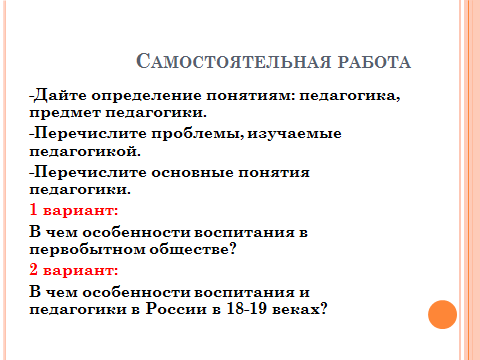 Самостоятельная работа
-Дайте определение понятиям: педагогика,
предмет педагогики.
-Перечислите проблемы, изучаемые
педагогикой.
-Перечислите основные понятия
педагогики.
1 вариант:
В чем особенности воспитания в
первобытном обществе?
2 вариант:
В чем особенности воспитания и
педагогики в России в 18-19 веках?